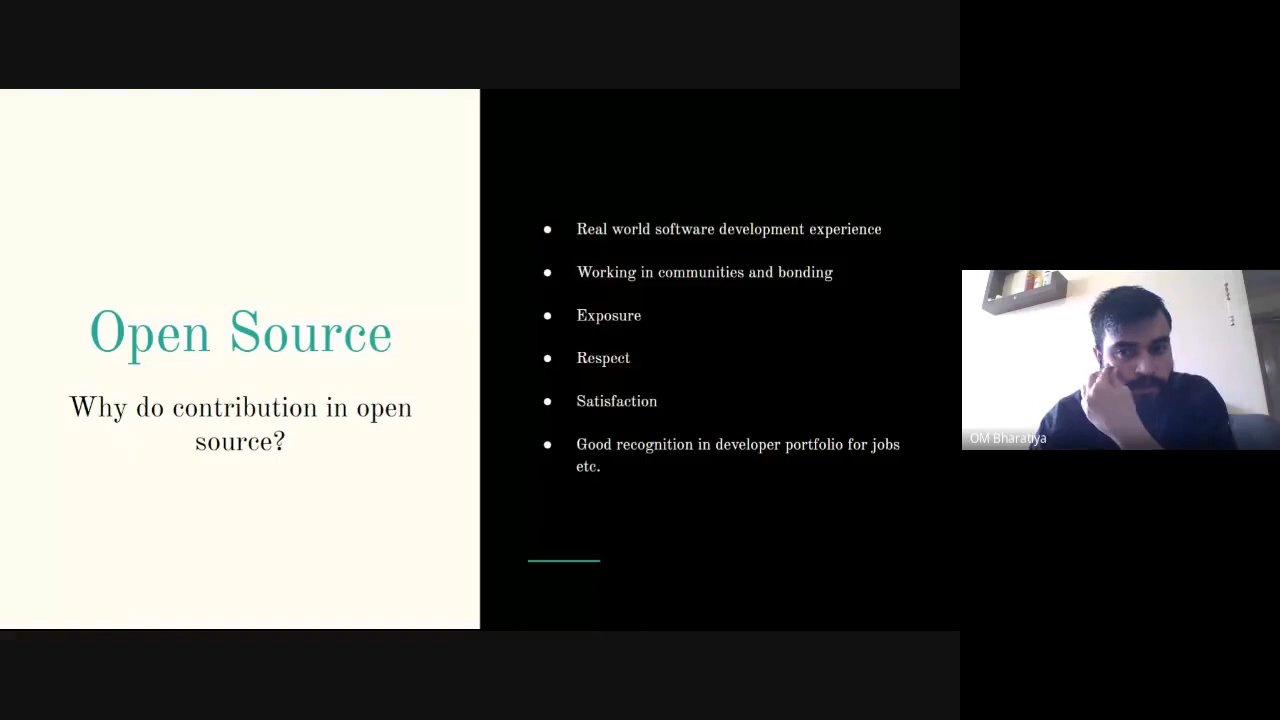 Open Source
Why do contribution in open
source?
● Real world software development experience
● Working in communities and bonding
● Exposure
● Respect
● Satisfaction
● Good recognition in developer portfolio for jobs
etc.
OM Bharatiya